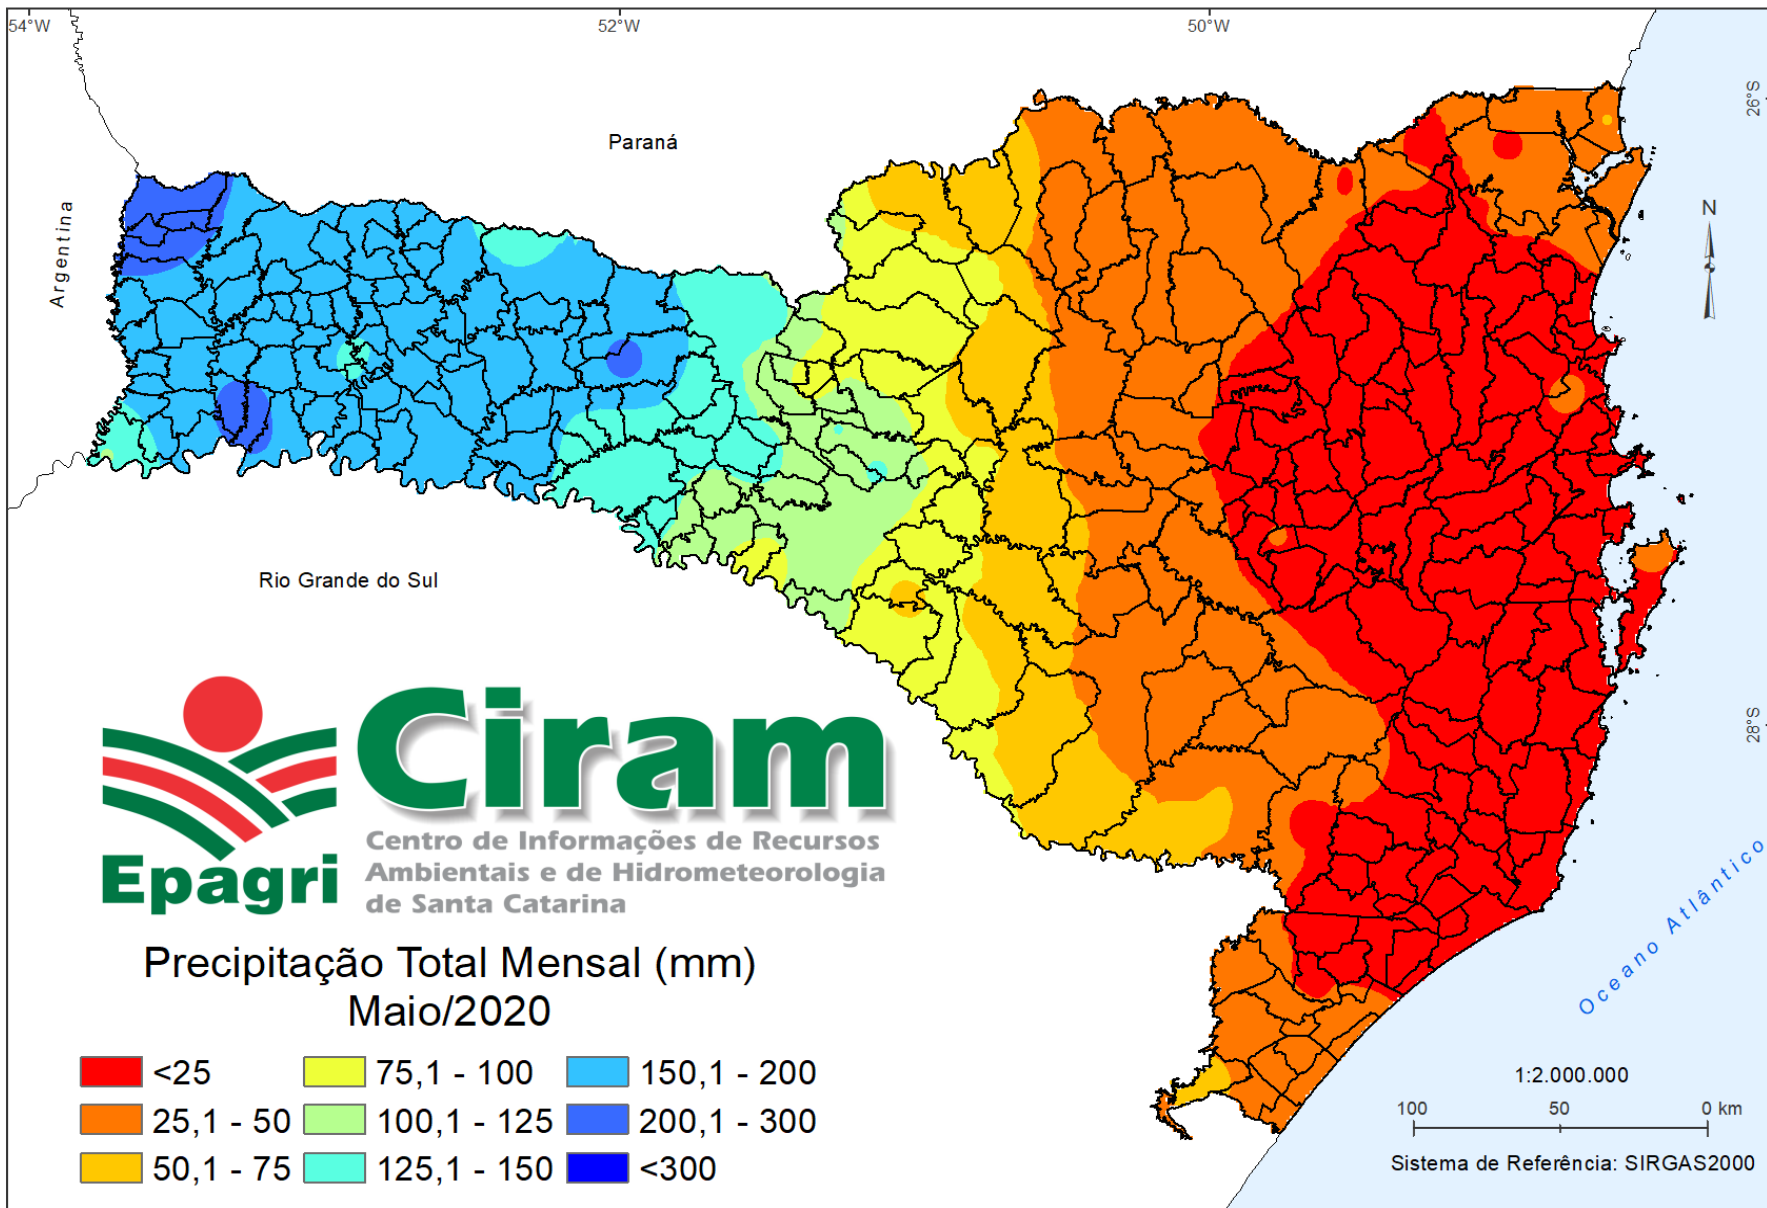 54°W
52°W
50°W
26°S
Paraná
Argentina
N
Rio Grande do Sul
28°S
Ciram
Centro de Informações de Recursos
Ambientais e de Hidrometeorologia
de Santa Catarina
Epagri
Oceano Atlântico
Precipitação Total Mensal (mm)
Maio/2020
<25
75,1 - 100
150,1 - 200
25,1 - 50
100,1 - 125
200,1 - 300
50,1 - 75
125,1 - 150
<300
1:2.000.000
100 50 0 km
Sistema de Referência: SIRGAS2000